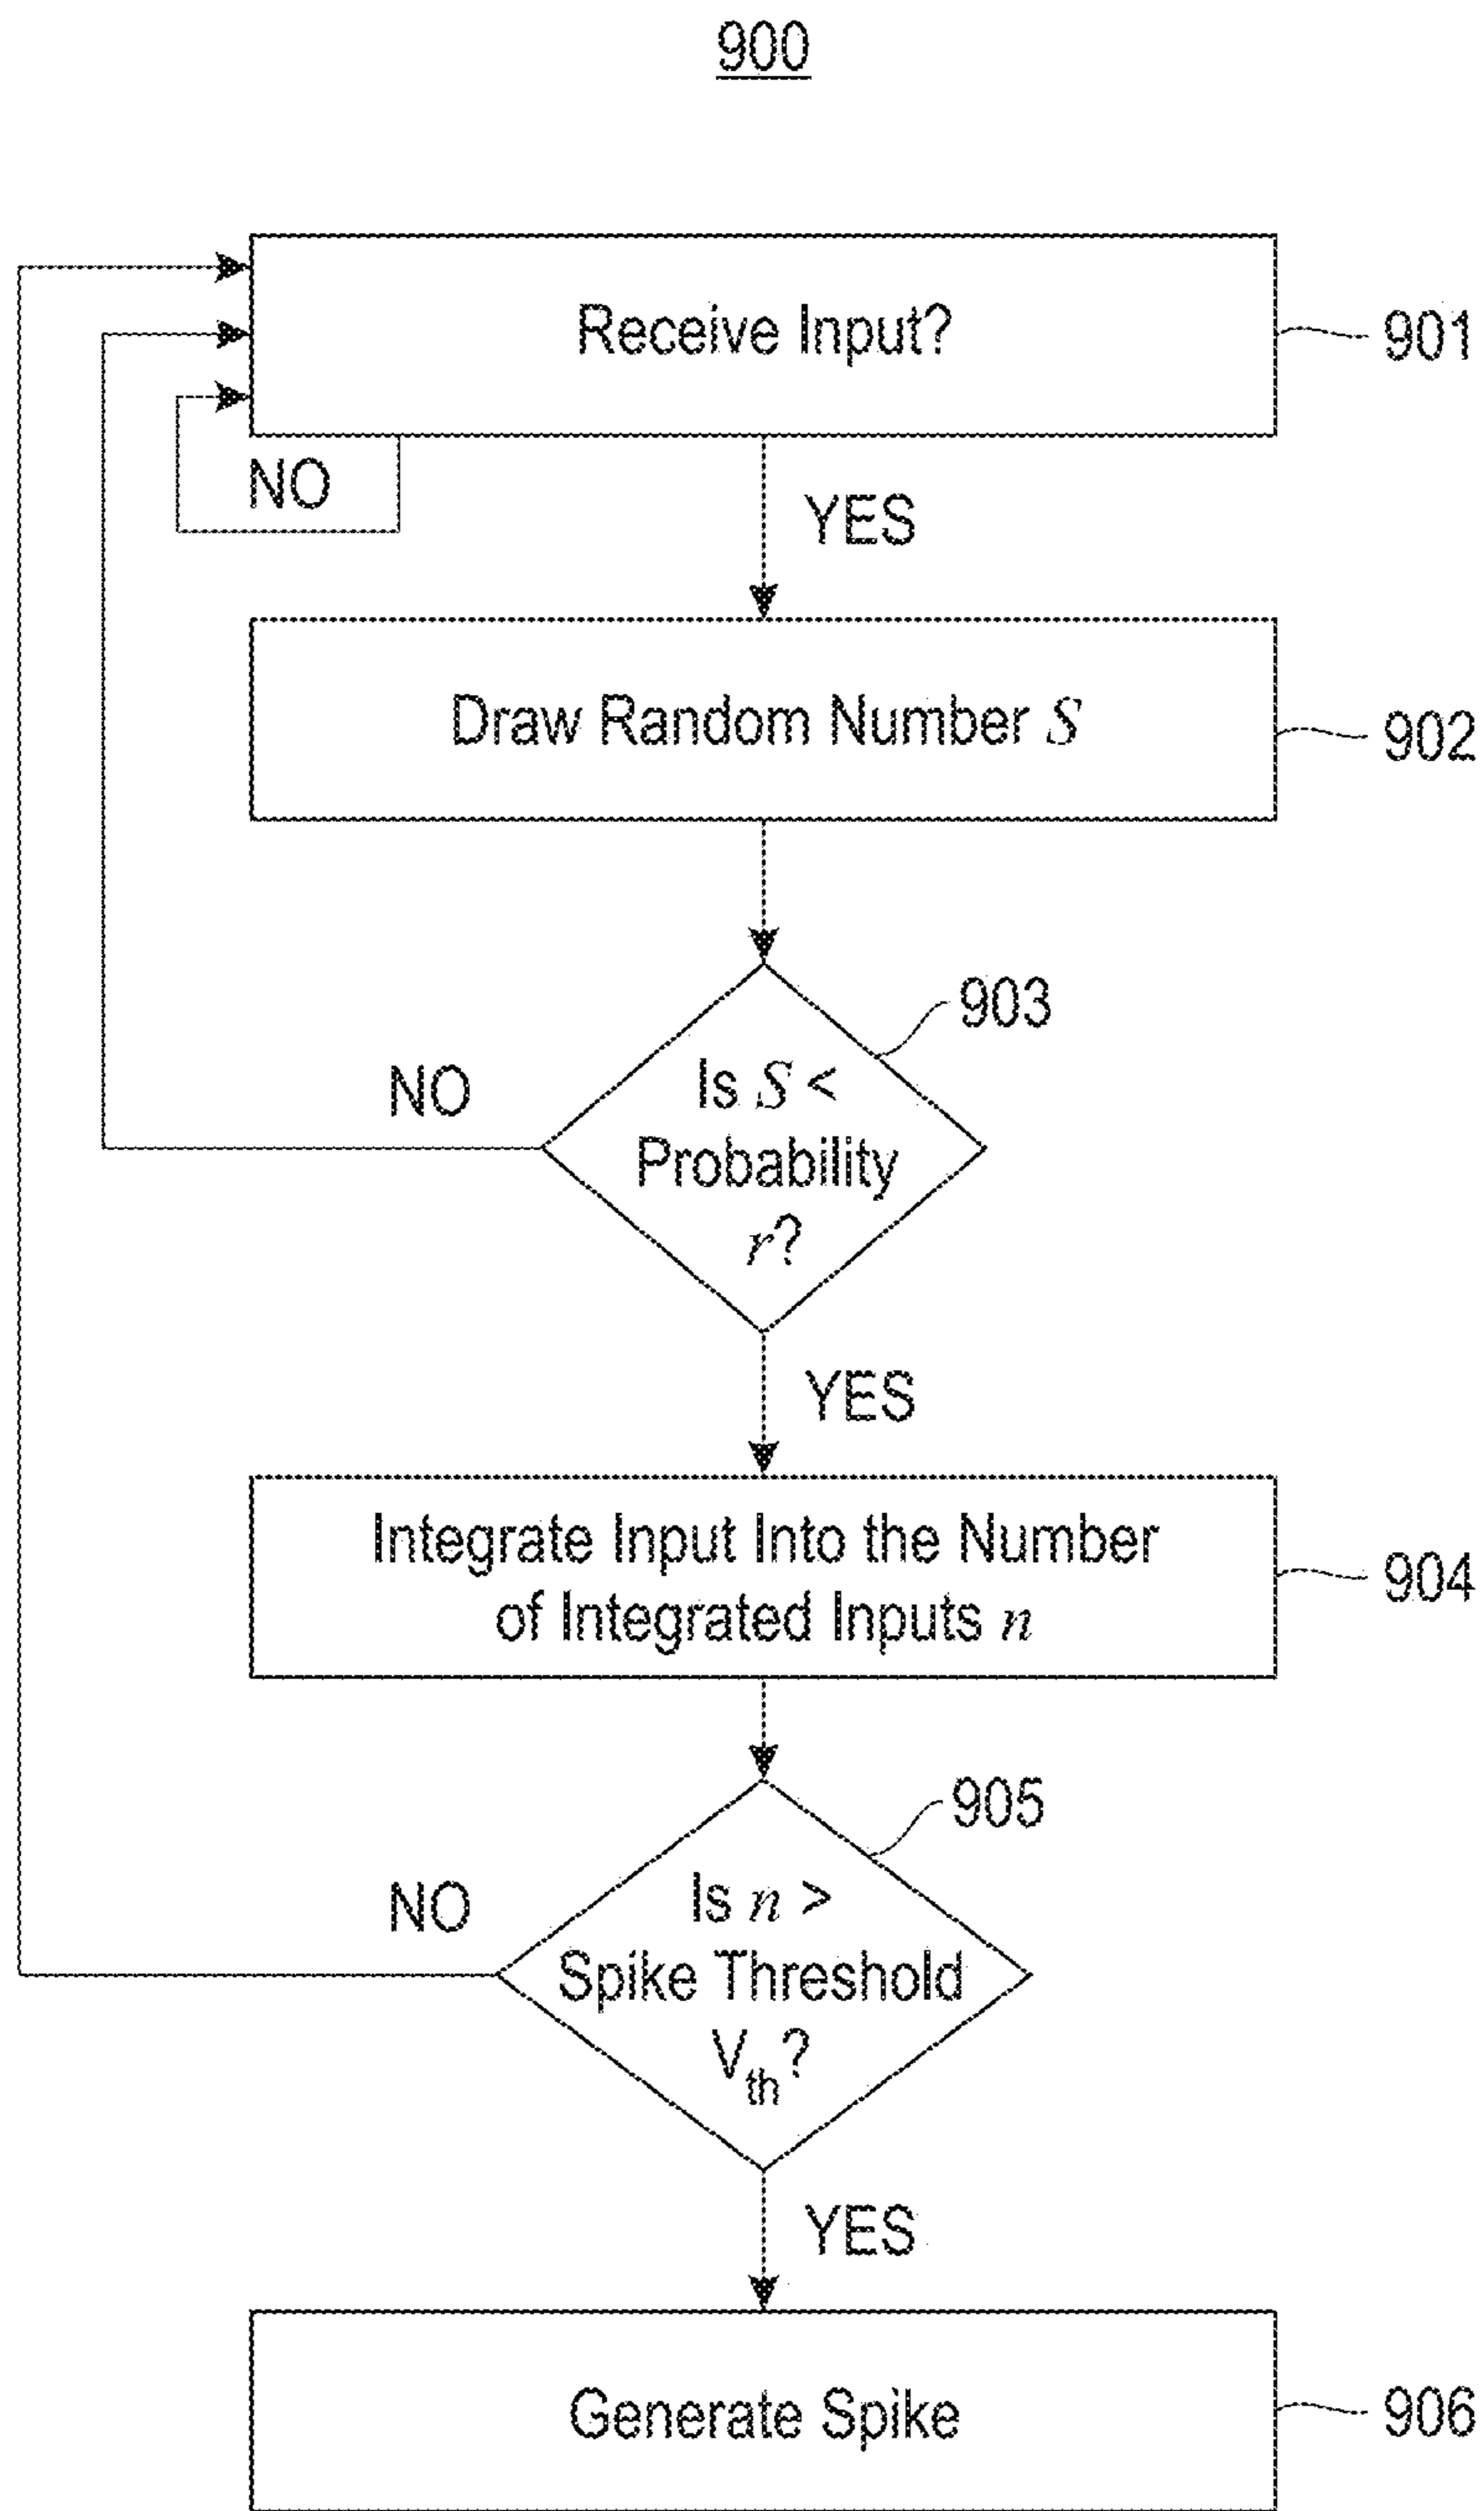 900
Receive Input?
901
NO
YES
Draw Random Number S
902
903
Is S <
Probability
r?
NO
YES
Integrate Input Into the Number
of Integrated Inputs n
904
905
Is n >
Spike Threshold
Vth?
NO
YES
Generate Spike
906